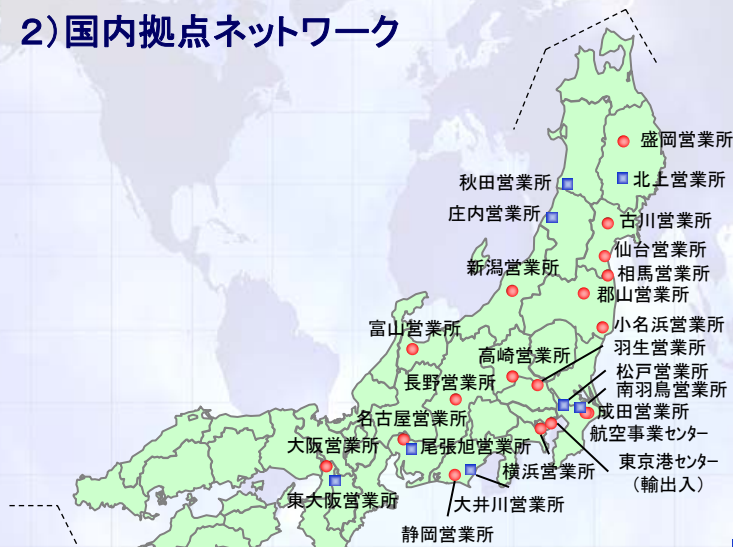 2)国内拠点ネットワーク
盛岡営業所
秋田営業所
北上営業所
庄内営業所
古川営業所
仙台営業所
新潟営業所
相馬営業所
郡山営業所
小名浜営業所
富山営業所
羽生営業所
高崎営業所
松戸営業所
長野営業所
南羽鳥営業所
成田営業所
名古屋営業所
航空事業センター
大阪営業所
尾張旭営業所
横浜営業所
東京港センター
(輸出入)
東大阪営業所
大井川営業所
静岡営業所